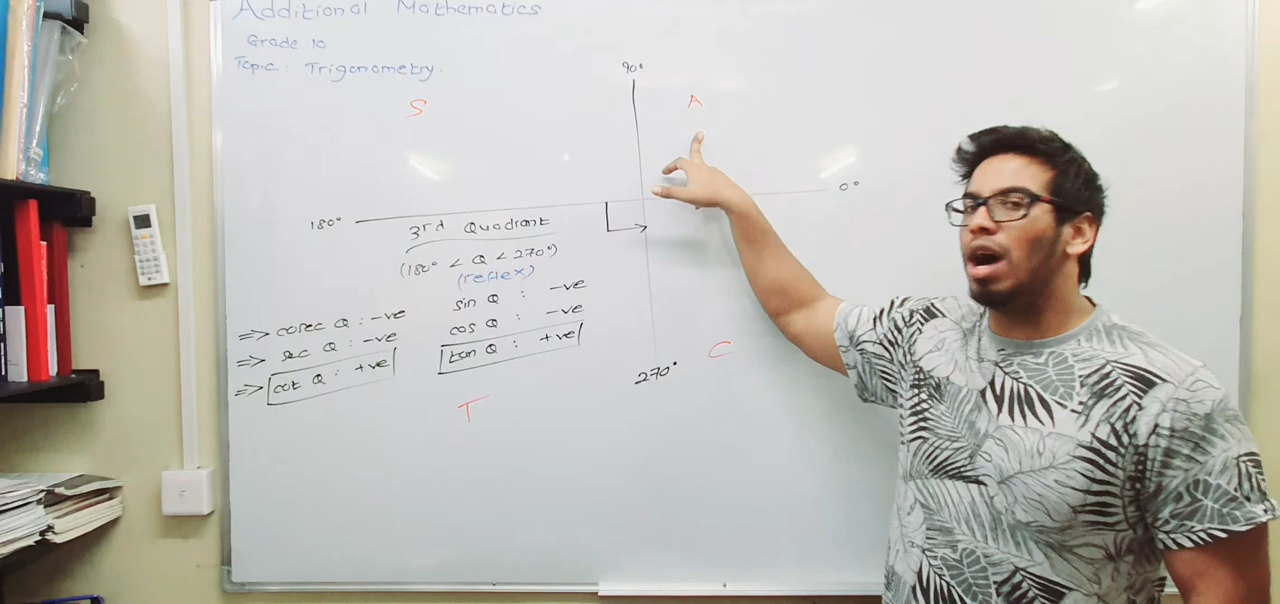 Additional Mathematics
Grade 10
Topic: Trigonometry.
90°
S
A
0°
180°
3rd Quadrant
(180° < Q < 270°)
(reflex)
sin Q : -ve
cos Q : -ve
tan Q : +ve
=> cosec Q : -ve
=> sec Q : -ve
=> cot Q : +ve
270°
C
T